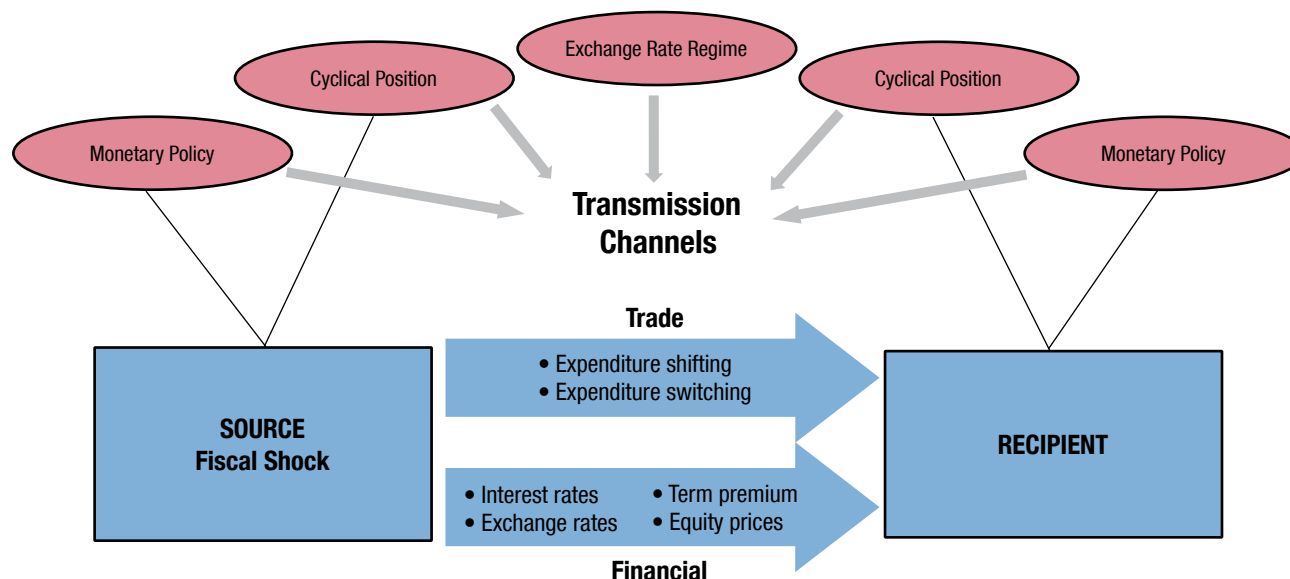 Exchange Rate Regime
Cyclical Position
Cyclical Position
Monetary Policy
Monetary Policy
Transmission
Channels
Trade
• Expenditure shifting
• Expenditure switching
SOURCE
Fiscal Shock
RECIPIENT
• Interest rates
• Term premium
• Exchange rates
• Equity prices
Financial